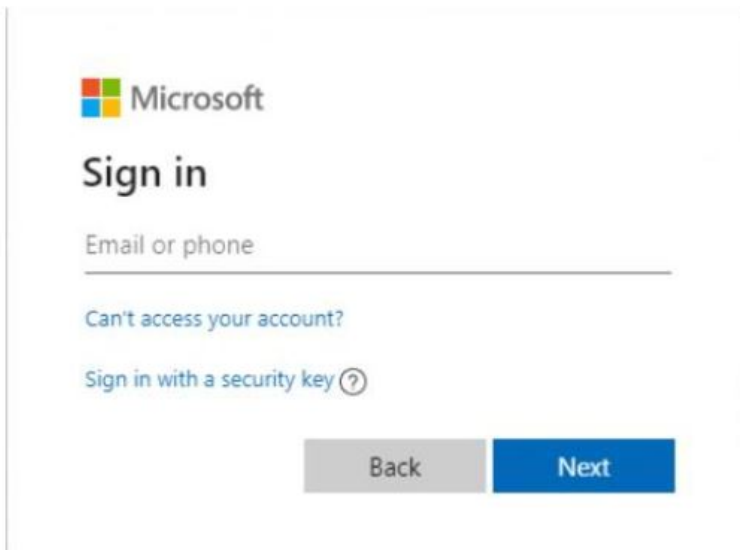 Microsoft
Sign in
Email or phone
Can't access your account?
Sign in with a security key ?
Back Next